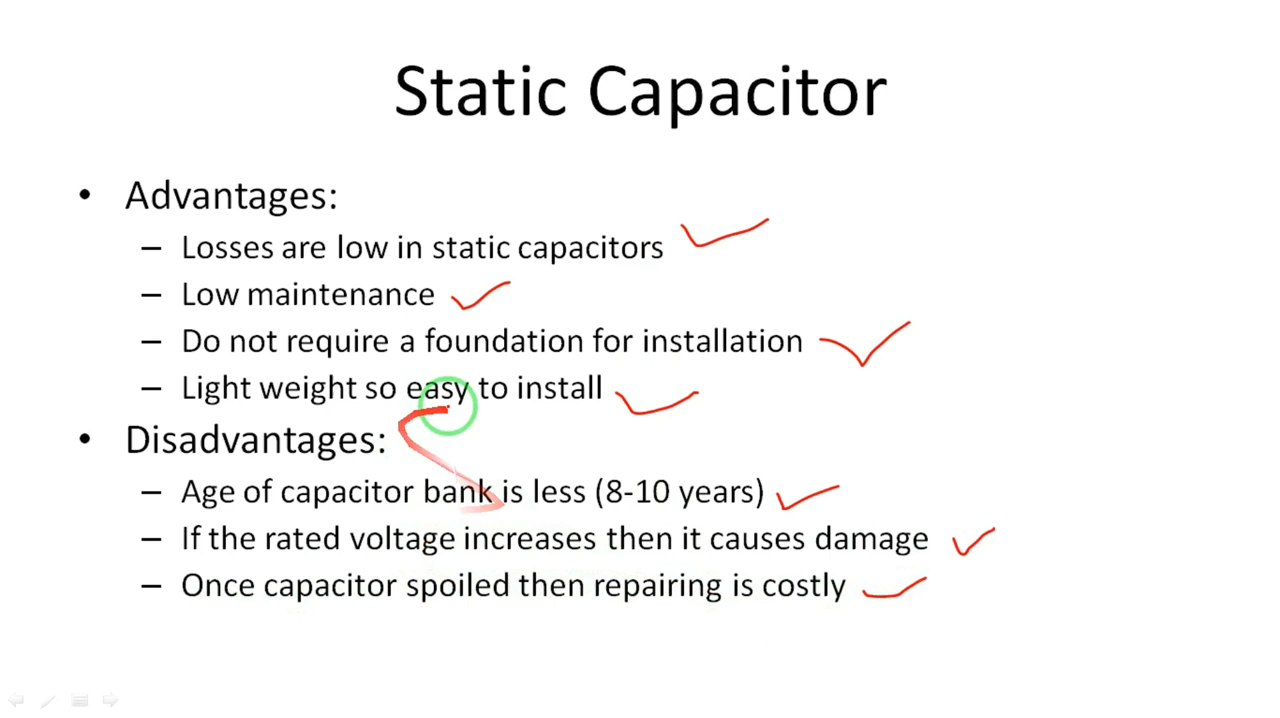 Static Capacitor
• Advantages:
– Losses are low in static capacitors
– Low maintenance
– Do not require a foundation for installation
– Light weight so easy to install
• Disadvantages:
– Age of capacitor bank is less (8-10 years)
– If the rated voltage increases then it causes damage
– Once capacitor spoiled then repairing is costly